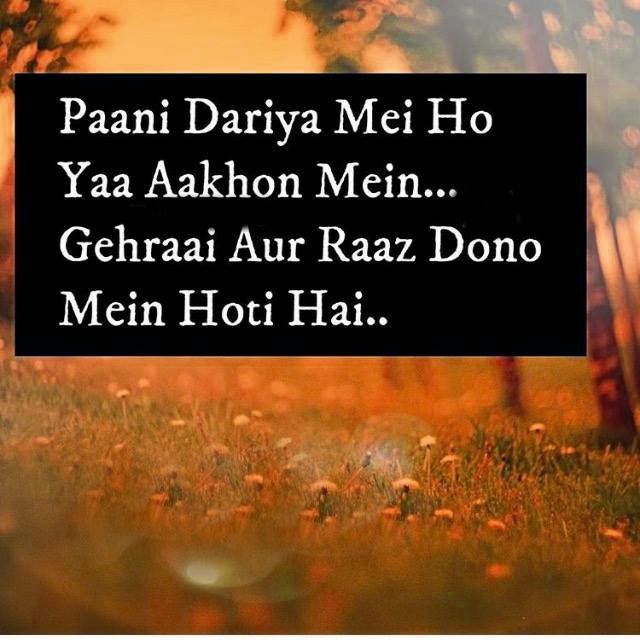 Paani Dariya Mei Ho
Yaa Aakhon Mein...
Gehraai Aur Raaz Dono
Mein Hoti Hai..